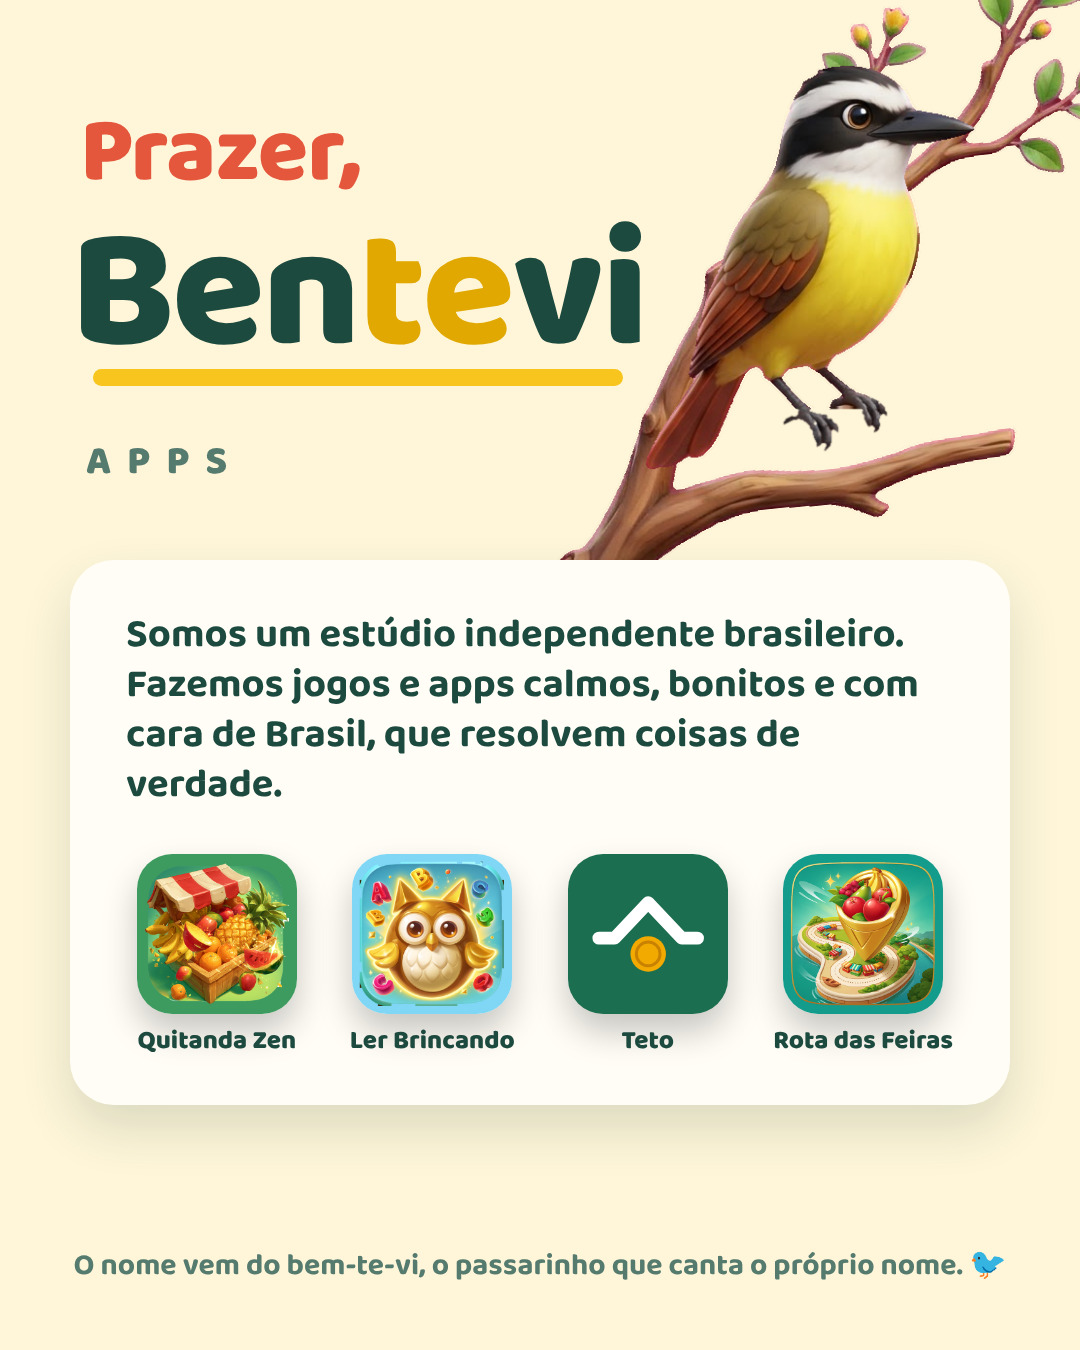 Prazer,
Bentevi
APPS
Somos um estúdio independente brasileiro.
Fazemos jogos e apps calmos, bonitos e com
cara de Brasil, que resolvem coisas de
verdade.
Quitanda Zen
Ler Brincando
Teto
Rota das Feiras
O nome vem do bem-te-vi, o passarinho que canta o próprio nome. 🐦